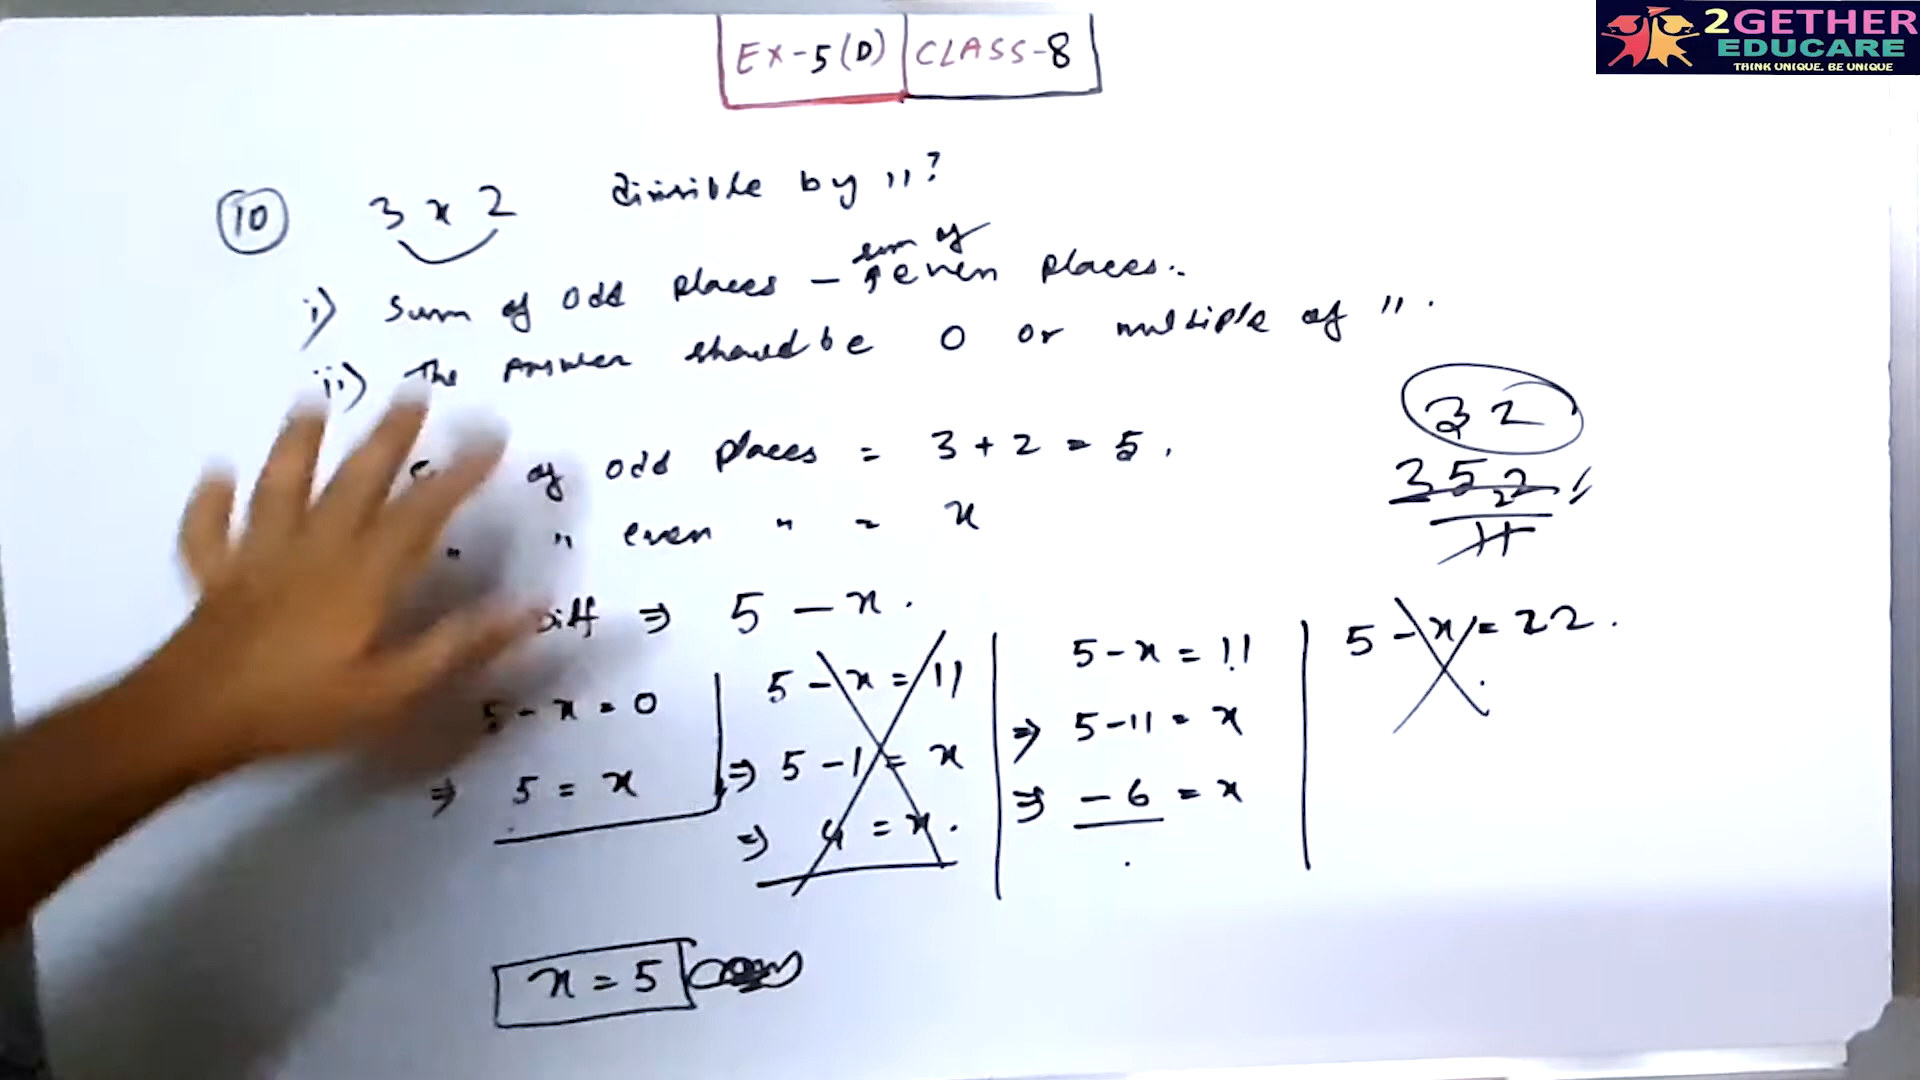 EX-5(D) CLASS-8
2GETHER
EDUCARE
THINK UNIQUE. BE UNIQUE
10 3x2 divisible by 11?
i) Sum of odd places - sum of even places.
ii) The Answer should be 0 or multiple of 11.
of odd places = 3+2 = 5.
" " even " = x
Diff ⇒ 5 - x.
5 - x = 0
⇒ 5 = x
5 - x = 11
⇒ 5 - 1 = x
⇒ 4 = x.
5 - x = 11
⇒ 5 - 11 = x
⇒ - 6 = x
5 - x = 22.
32
352
11
x = 5